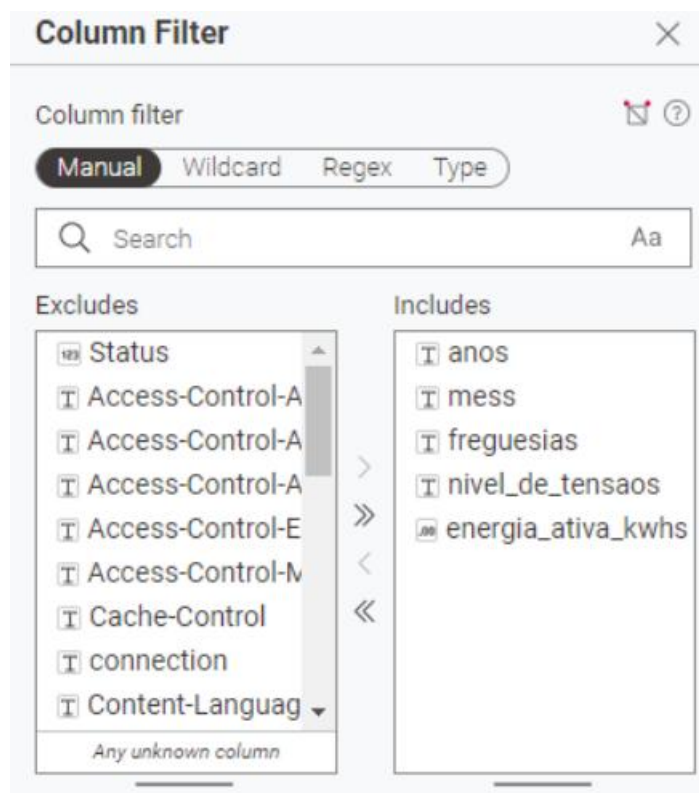 Column Filter
Column filter
Manual Wildcard Regex Type
Search Aa
Excludes
Status
Access-Control-A
Access-Control-A
Access-Control-A
Access-Control-E
Access-Control-M
Cache-Control
connection
Content-Languag
Any unknown column
Includes
anos
mess
freguesias
nivel_de_tensaos
energia_ativa_kwhs